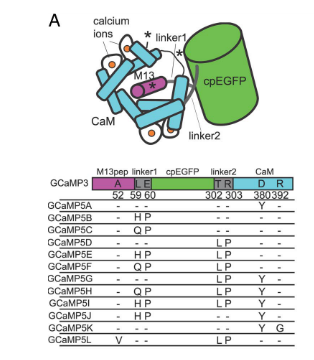 A
calcium
ions
* linker1
*
M13
*
cpEGFP
CaM
linker2
M13pep linker1 cpEGFP linker2 CaM
GCaMP3 A L E T R D R
52 59 60 302 303 380 392
GCaMP5A - - - - - Y -
GCaMP5B - H P - - - -
GCaMP5C - Q P - - - -
GCaMP5D - - - L P - -
GCaMP5E - H P L P - -
GCaMP5F - Q P L P - -
GCaMP5G - - - L P Y -
GCaMP5H - Q P L P Y -
GCaMP5I - H P L P Y -
GCaMP5J - H P - - Y -
GCaMP5K - - - - - Y G
GCaMP5L V - - L P - -